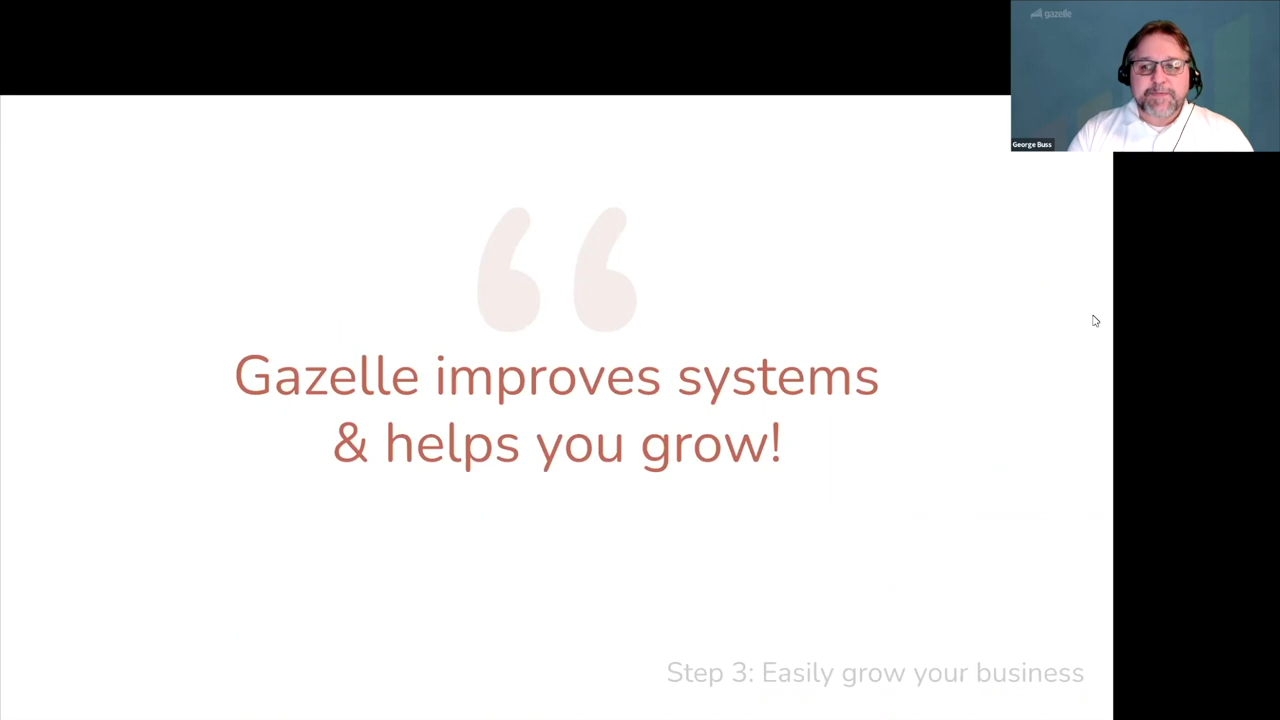 gazelle
George Buss
Gazelle improves systems
& helps you grow!
Step 3: Easily grow your business